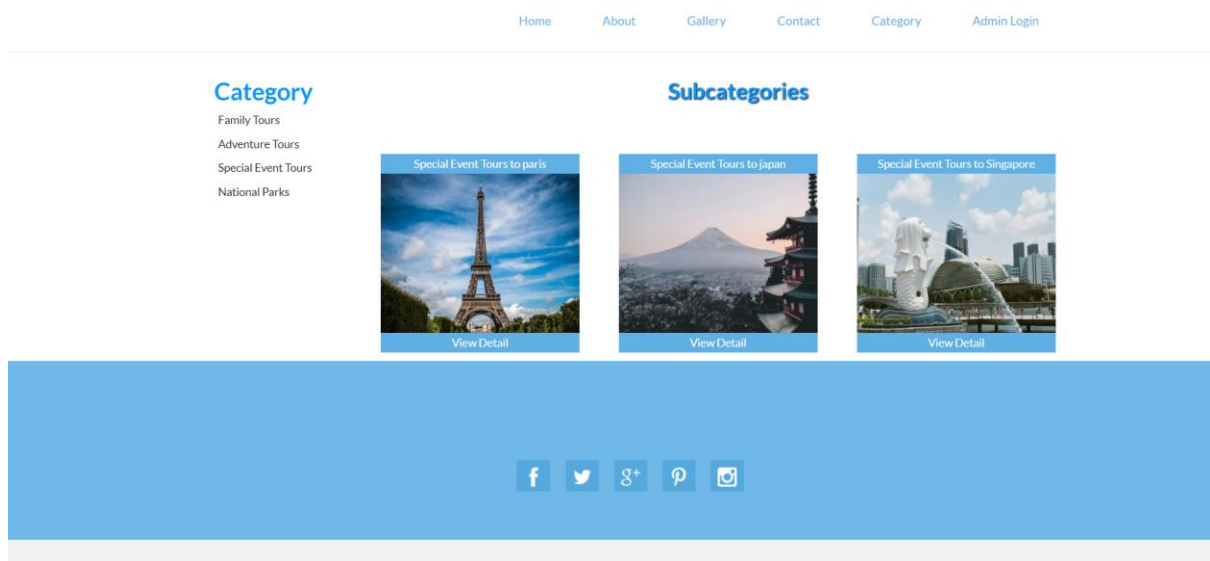 Home About Gallery Contact Category Admin Login
Category
Family Tours
Adventure Tours
Special Event Tours
National Parks
Subcategories
Special Event Tours to paris
View Detail
Special Event Tours to japan
View Detail
Special Event Tours to Singapore
View Detail